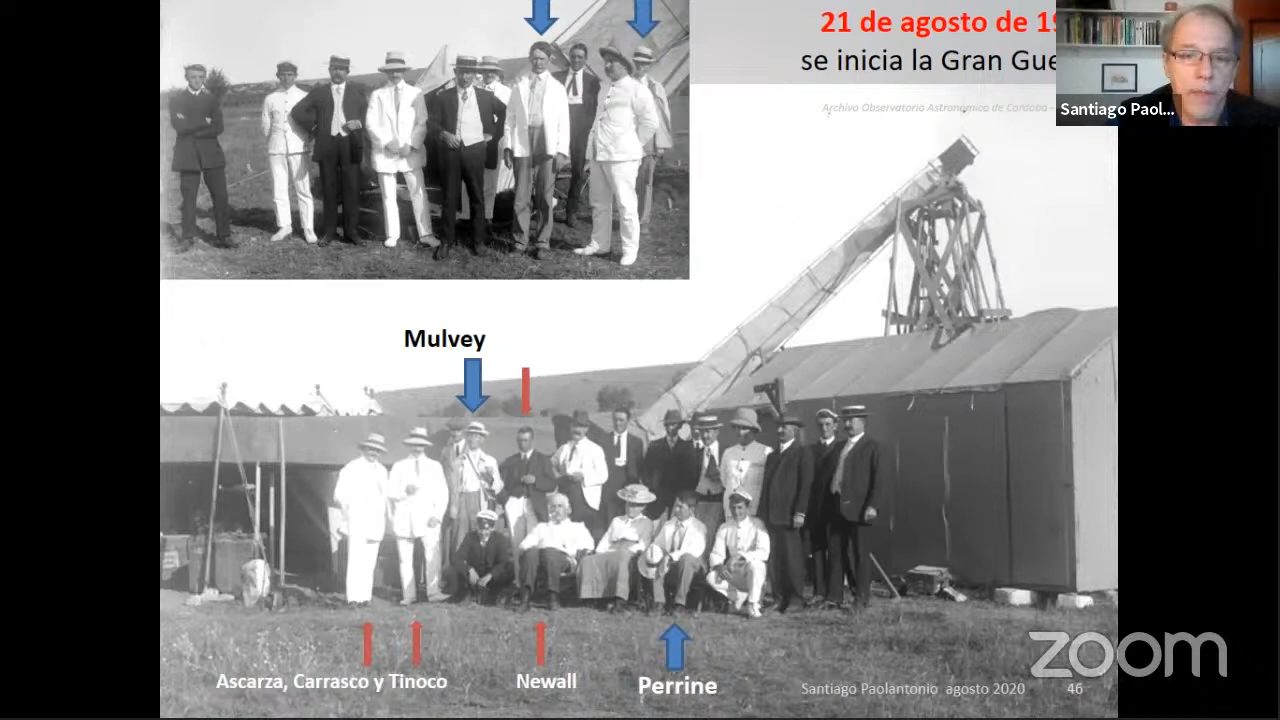 21 de agosto de 19
se inicia la Gran Gue
Archivo Observatorio Astronómico de Córdoba
Santiago Paol...
Mulvey
Ascarza, Carrasco y Tinoco
Newall
Perrine
Santiago Paolantonio agosto 2020 46
zoom